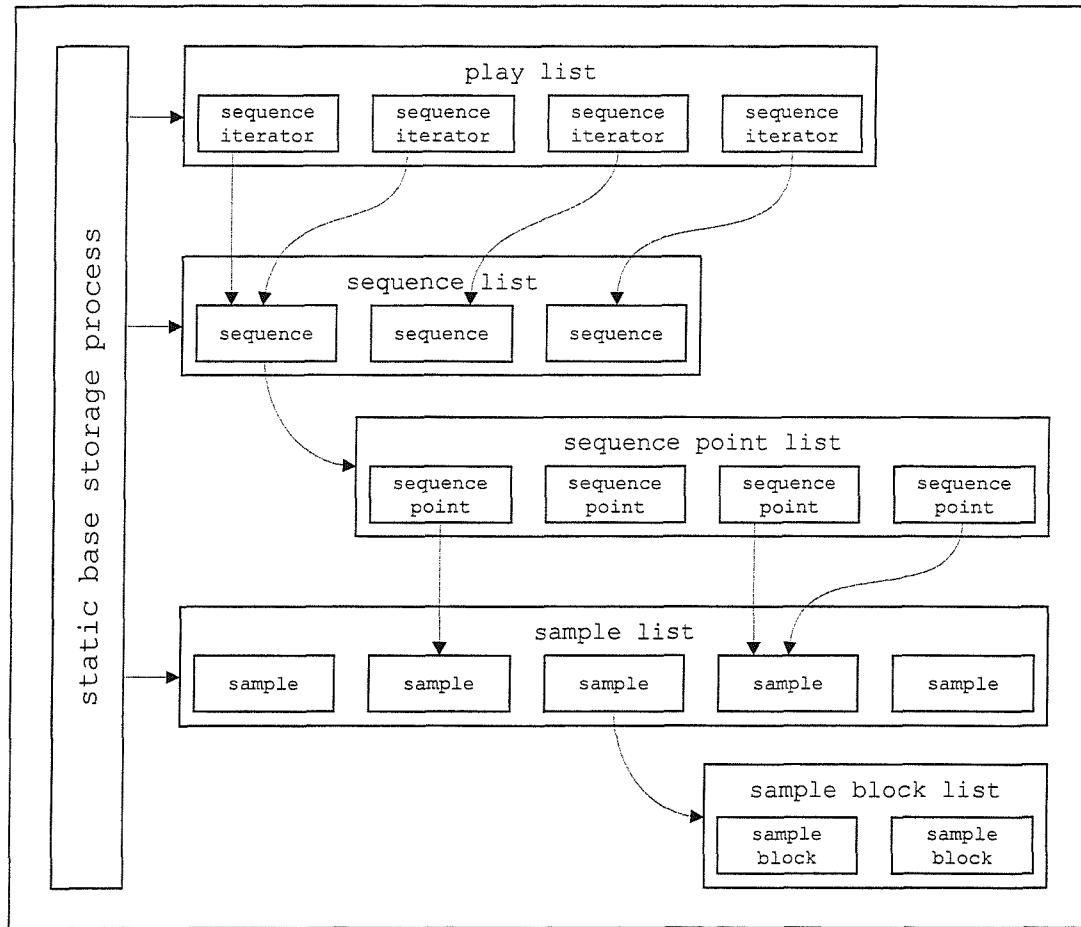 static base storage process
play list
sequence
iterator
sequence
iterator
sequence
iterator
sequence
iterator
sequence list
sequence
sequence
sequence
sequence point list
sequence
point
sequence
point
sequence
point
sequence
point
sample list
sample
sample
sample
sample
sample
sample block list
sample
block
sample
block